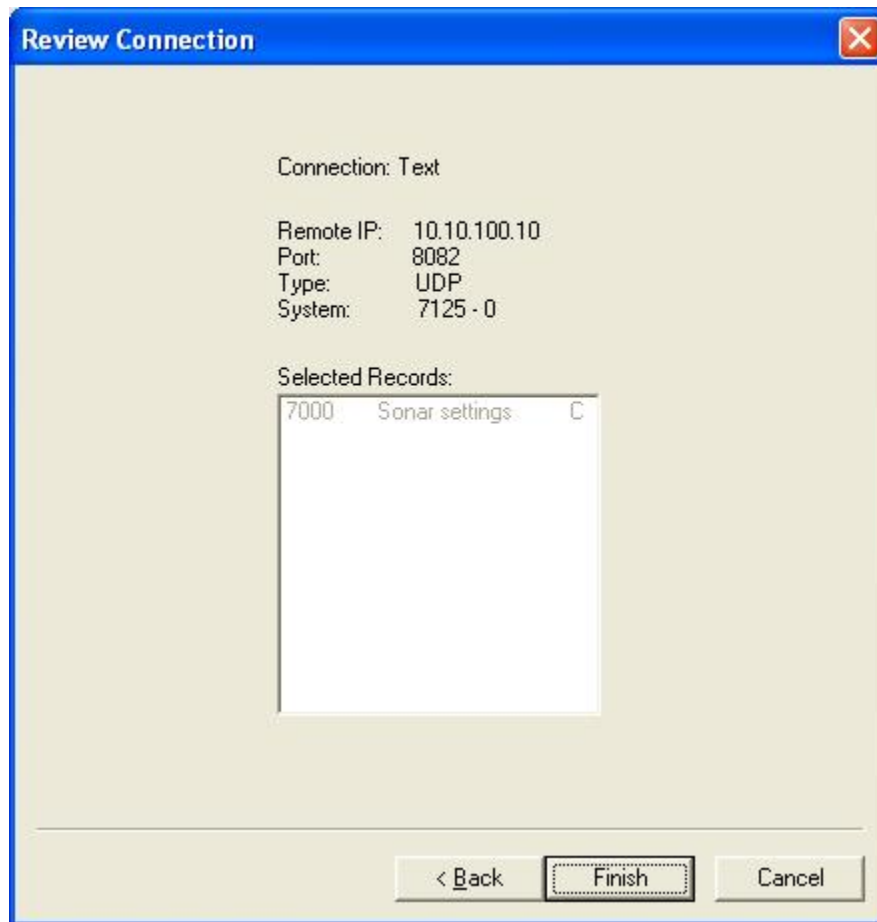 Review Connection
Connection: Text
Remote IP: 10.10.100.10
Port: 8082
Type: UDP
System: 7125 - 0
Selected Records:
7000 Sonar settings C
< Back Finish Cancel